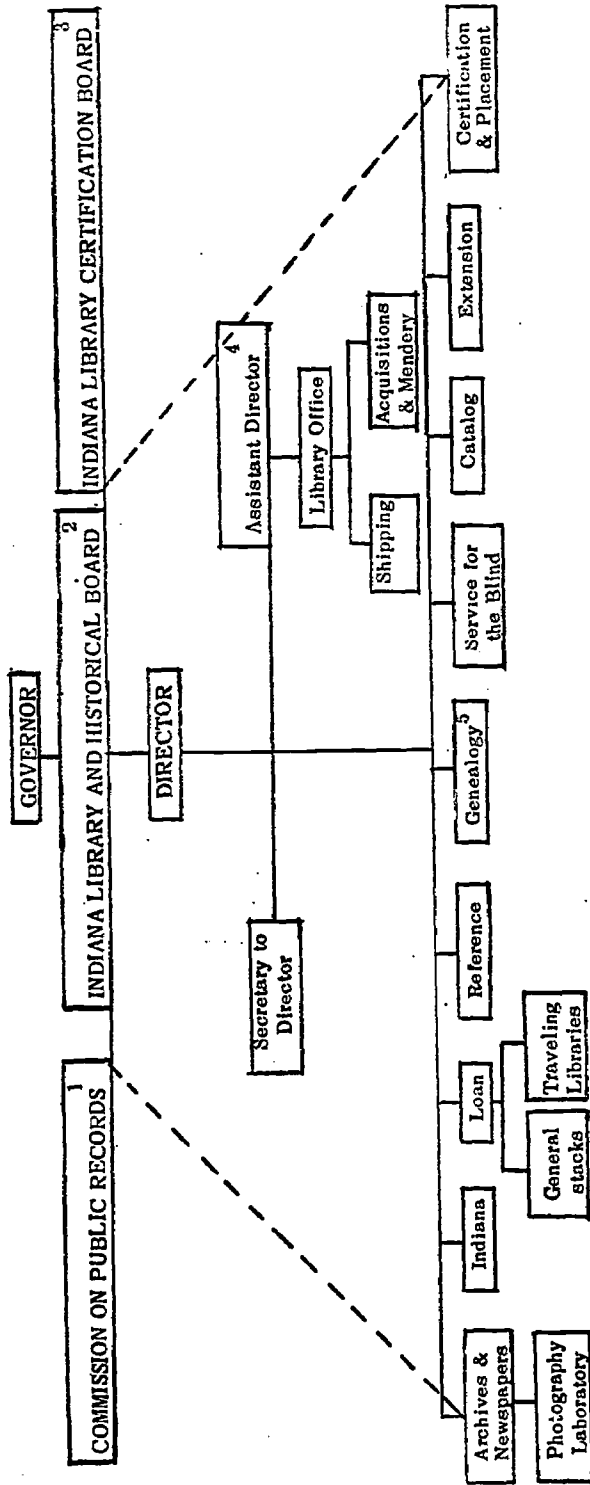 GOVERNOR
COMMISSION ON PUBLIC RECORDS 1
INDIANA LIBRARY AND HISTORICAL BOARD 2
INDIANA LIBRARY CERTIFICATION BOARD 3
DIRECTOR
Secretary to
Director
Assistant Director 4
Library Office
Shipping
Acquisitions
& Mendery
Archives &
Newspapers
Photography
Laboratory
Indiana
Loan
General
stacks
Traveling
Libraries
Reference
Genealogy5
Service for
the Blind
Catalog
Extension
Certification
& Placement